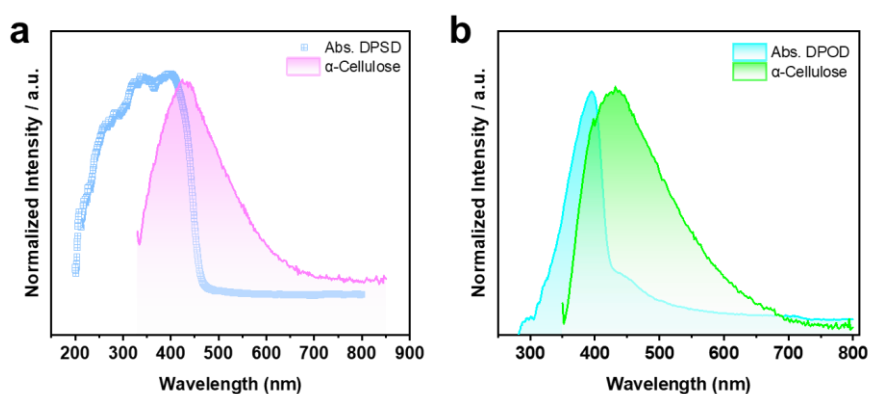 a
Normalized Intensity / a.u.
Abs. DPSD
α-Cellulose
200 300 400 500 600 700 800 900
Wavelength (nm)
b
Normalized Intensity / a.u.
Abs. DPOD
α-Cellulose
300 400 500 600 700 800
Wavelength (nm)